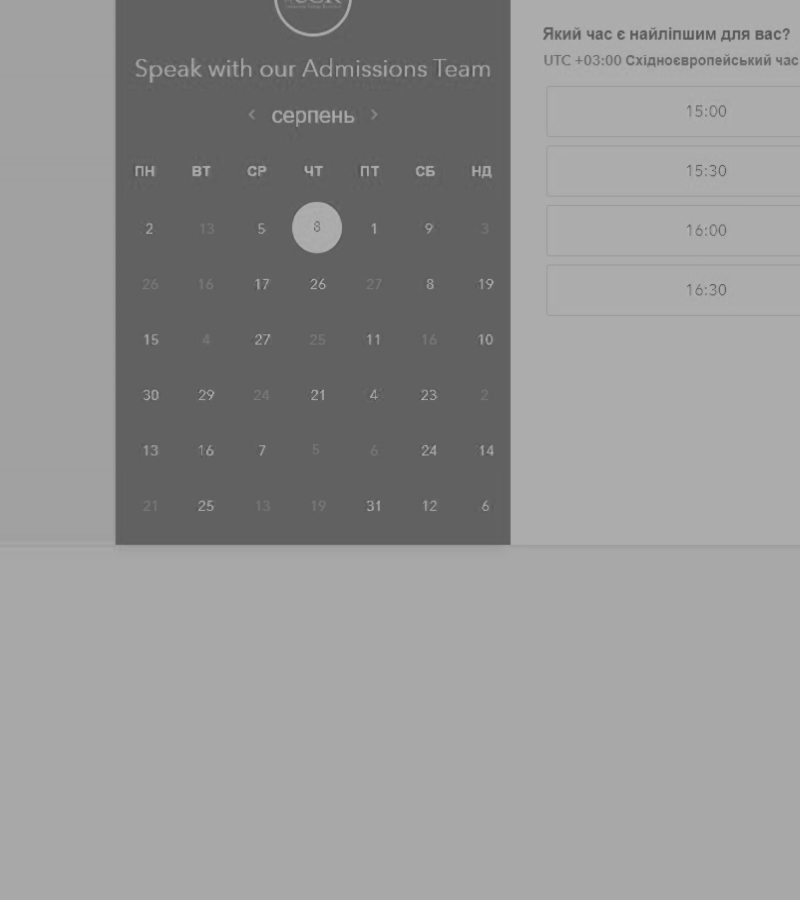 Speak with our Admissions Team
‹ серпень ›
ПН ВТ СР ЧТ ПТ СБ НД
2 13 5 8 1 9 3
26 16 17 26 27 8 19
15 4 27 25 11 16 10
30 29 24 21 4 23 2
13 16 7 5 6 24 14
21 25 13 19 31 12 6
Який час є найліпшим для вас?
UTC +03:00 Східноєвропейський час
15:00
15:30
16:00
16:30